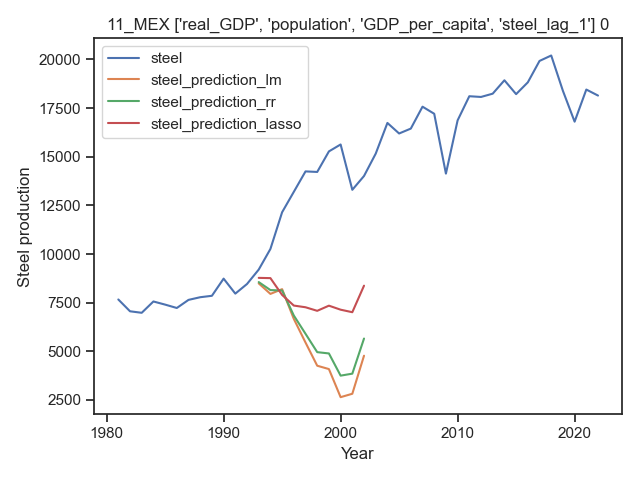 11_MEX ['real_GDP', 'population', 'GDP_per_capita', 'steel_lag_1'] 0
steel
steel_prediction_lm
steel_prediction_rr
steel_prediction_lasso
Steel production
20000
17500
15000
12500
10000
7500
5000
2500
1980 1990 2000 2010 2020
Year